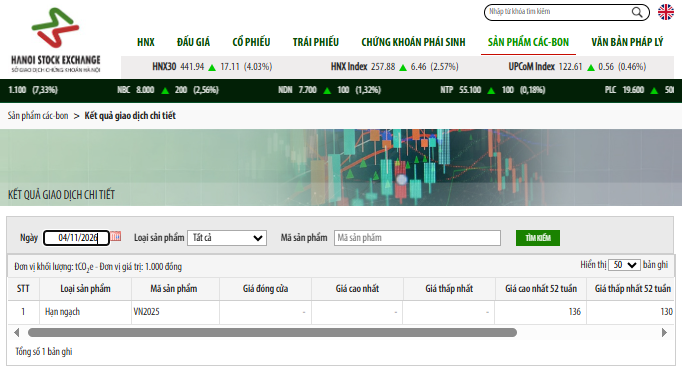 Nhập từ khóa tìm kiếm
HANOI STOCK EXCHANGE
SỞ GIAO DỊCH CHỨNG KHOÁN HÀ NỘI
HNX ĐẤU GIÁ CỔ PHIẾU TRÁI PHIẾU CHỨNG KHOÁN PHÁI SINH SẢN PHẨM CÁC-BON VĂN BẢN PHÁP LÝ
HNX30 441.94 ▲ 17.11 (4.03%) HNX Index 257.88 ▲ 6.46 (2.57%) UPCoM Index 122.61 ▲ 0.56 (0.46%)
1.100 (7,33%) NBC 8.000 ▲ 200 (2,56%) NDN 7.700 ▲ 100 (1,32%) NTP 55.100 ▲ 100 (0,18%) PLC 19.600 ▲ 500
Sản phẩm các-bon > Kết quả giao dịch chi tiết
KẾT QUẢ GIAO DỊCH CHI TIẾT
Ngày 04/11/2026 Loại sản phẩm Tất cả Mã sản phẩm Mã sản phẩm TÌM KIẾM
Đơn vị khối lượng: tCO2e - Đơn vị giá trị: 1.000 đồng Hiển thị 50 bản ghi
STT Loại sản phẩm Mã sản phẩm Giá đóng cửa Giá cao nhất Giá thấp nhất Giá cao nhất 52 tuần Giá thấp nhất 52 tuần
1 Hạn ngạch VN2025 - - - 136 130
Tổng số 1 bản ghi